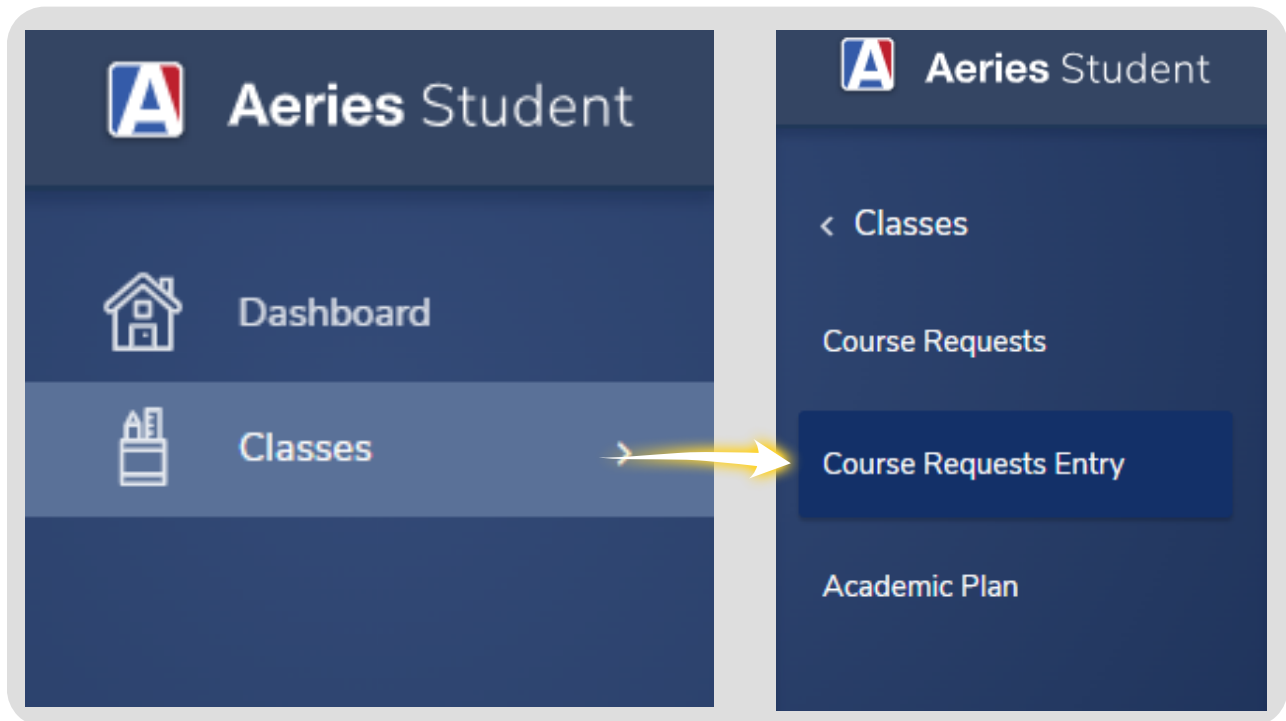 Aeries Student
Dashboard
Classes
Aeries Student
Classes
Course Requests
Course Requests Entry
Academic Plan